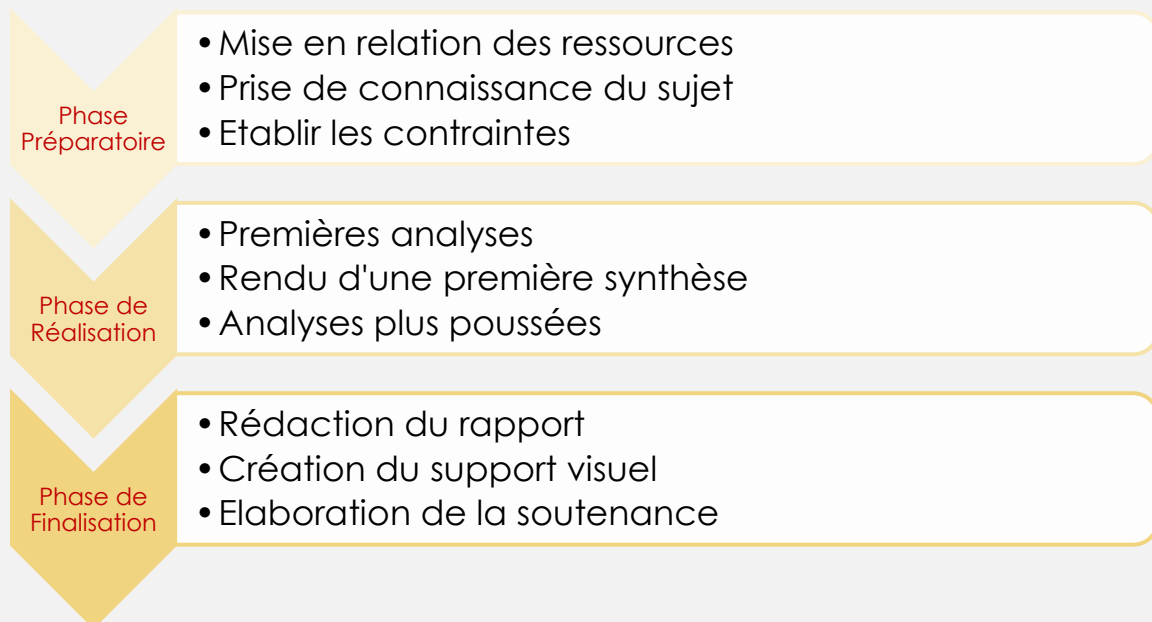 Phase
Préparatoire
• Mise en relation des ressources
• Prise de connaissance du sujet
• Etablir les contraintes
Phase de
Réalisation
• Premières analyses
• Rendu d'une première synthèse
• Analyses plus poussées
Phase de
Finalisation
• Rédaction du rapport
• Création du support visuel
• Elaboration de la soutenance